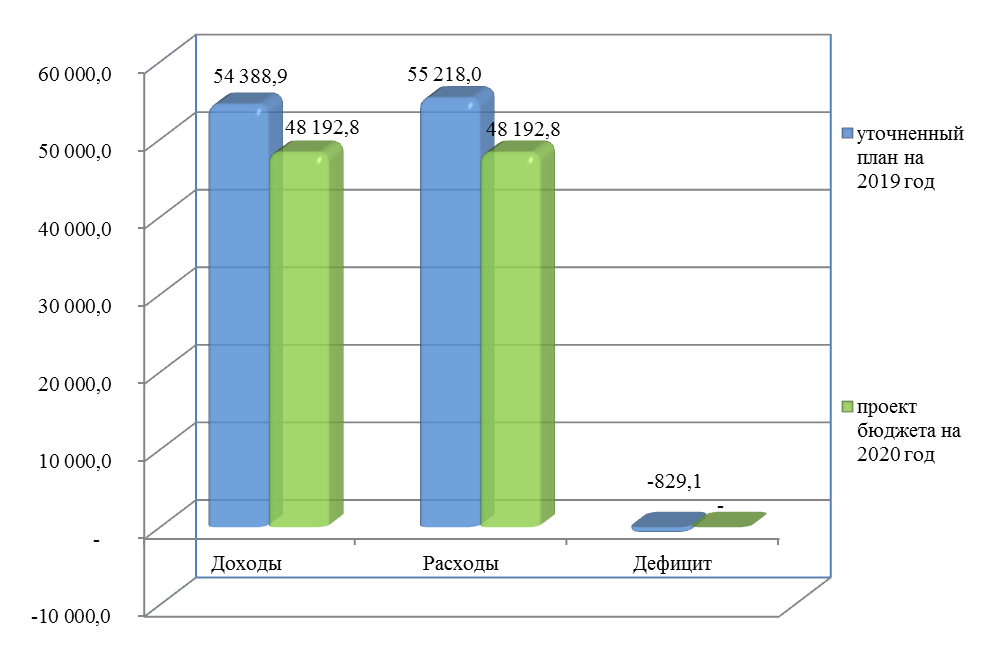 60 000,0
50 000,0
40 000,0
30 000,0
20 000,0
10 000,0
-
-10 000,0
54 388,9
48 192,8
55 218,0
48 192,8
-829,1
-
Доходы
Расходы
Дефицит
уточненный
план на
2019 год
проект
бюджета на
2020 год